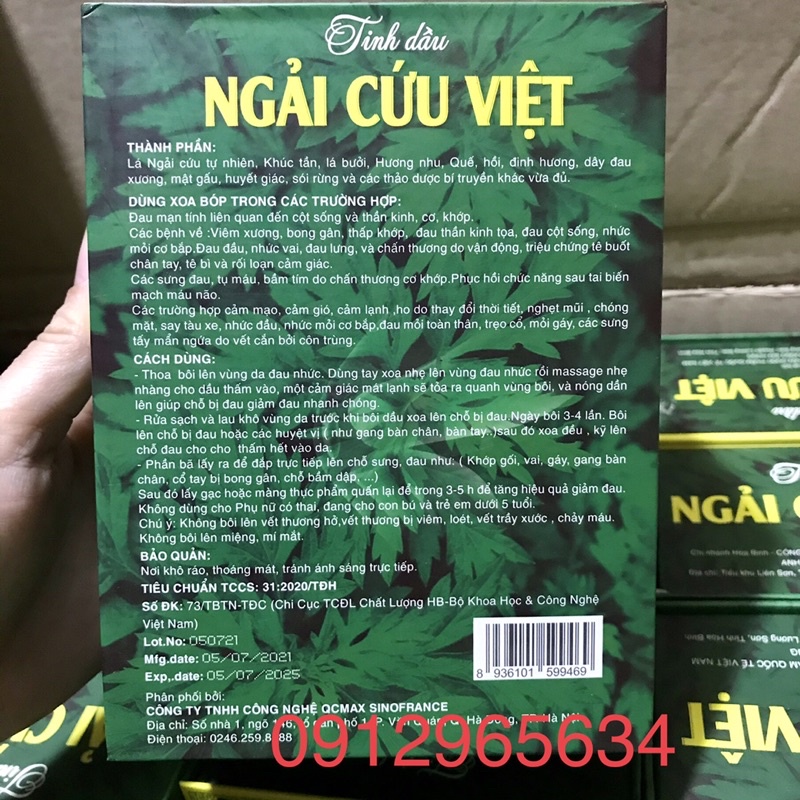 Tinh dầu
NGẢI CỨU VIỆT
THÀNH PHẦN:
Lá Ngải cứu tự nhiên, Khúc tần, lá bưởi, Hương nhu, Quế, hồi, đinh hương, dây đau
xương, mật gấu, huyết giác, sói rừng và các thảo dược bí truyền khác vừa đủ.
DÙNG XOA BÓP TRONG CÁC TRƯỜNG HỢP:
Đau mạn tính liên quan đến cột sống và thần kinh, cơ, khớp.
Các bệnh về :Viêm xương, bong gân, thấp khớp, đau thần kinh tọa, đau cột sống, nhức
mỏi cơ bắp.Đau đầu, nhức vai, đau lưng, và chấn thương do vận động, triệu chứng tê buốt
chân tay, tê bì và rối loạn cảm giác.
Các sưng đau, tụ máu, bầm tím do chấn thương cơ khớp.Phục hồi chức năng sau tai biến
mạch máu não.
Các trường hợp cảm mạo, cảm gió, cảm lạnh ,ho do thay đổi thời tiết, nghẹt mũi , chóng
mặt, say tàu xe, nhức đầu, nhức mỏi cơ bắp,đau mỏi toàn thân, trẹo cổ, mỏi gáy, các sưng
tấy mẩn ngứa do vết cắn bởi côn trùng.
CÁCH DÙNG:
- Thoa bôi lên vùng da đau nhức. Dùng tay xoa nhẹ lên vùng đau nhức rồi massage nhẹ
nhàng cho dầu thấm vào, một cảm giác mát lạnh sẽ tỏa ra quanh vùng bôi, và nóng dần
lên giúp chỗ bị đau giảm đau nhanh chóng.
- Rửa sạch và lau khô vùng da trước khi bôi dầu xoa lên chỗ bị đau.Ngày bôi 3-4 lần. Bôi
lên chỗ bị đau hoặc các huyệt vị ( như gang bàn chân, bàn tay..)sau đó xoa đều , kỹ lên
chỗ đau cho cho thấm hết vào da.
- Phần bã lấy ra để đắp trực tiếp lên chỗ sưng, đau như: ( Khớp gối, vai, gáy, gang bàn
chân, cổ tay bị bong gân, chỗ bầm dập, ...)
Sau đó lấy gạc hoặc màng thực phẩm quấn lại để trong 3-5 h để tăng hiệu quả giảm đau.
Không dùng cho Phụ nữ có thai, đang cho con bú và trẻ em dưới 5 tuổi.
Chú ý: Không bôi lên vết thương hở,vết thương bị viêm, loét, vết trầy xước , chảy máu.
Không bôi lên miệng, mí mắt.
BẢO QUẢN:
Nơi khô ráo, thoáng mát, tránh ánh sáng trực tiếp.
TIÊU CHUẨN TCCS: 31:2020/TĐH
Số ĐK: 73/TBTN-TĐC (Chi Cục TCĐL Chất Lượng HB-Bộ Khoa Học & Công Nghệ
Việt Nam)
Lot.No: 050721
Mfg.date: 05/07/2021
Exp,.date: 05/07/2025
8 936101 599469
Phân phối bởi:
CÔNG TY TNHH CÔNG NGHỆ QCMAX SINOFRANCE
Địa chỉ: Số nhà 1, ngõ
Điện thoại: 0246.259.8
0912965634
ƯU VIỆT
NGẢI C
Chi nhánh Hòa Bình - CÔNG
Địa chỉ: Tiểu khu Liên Sơn,
VIỆT